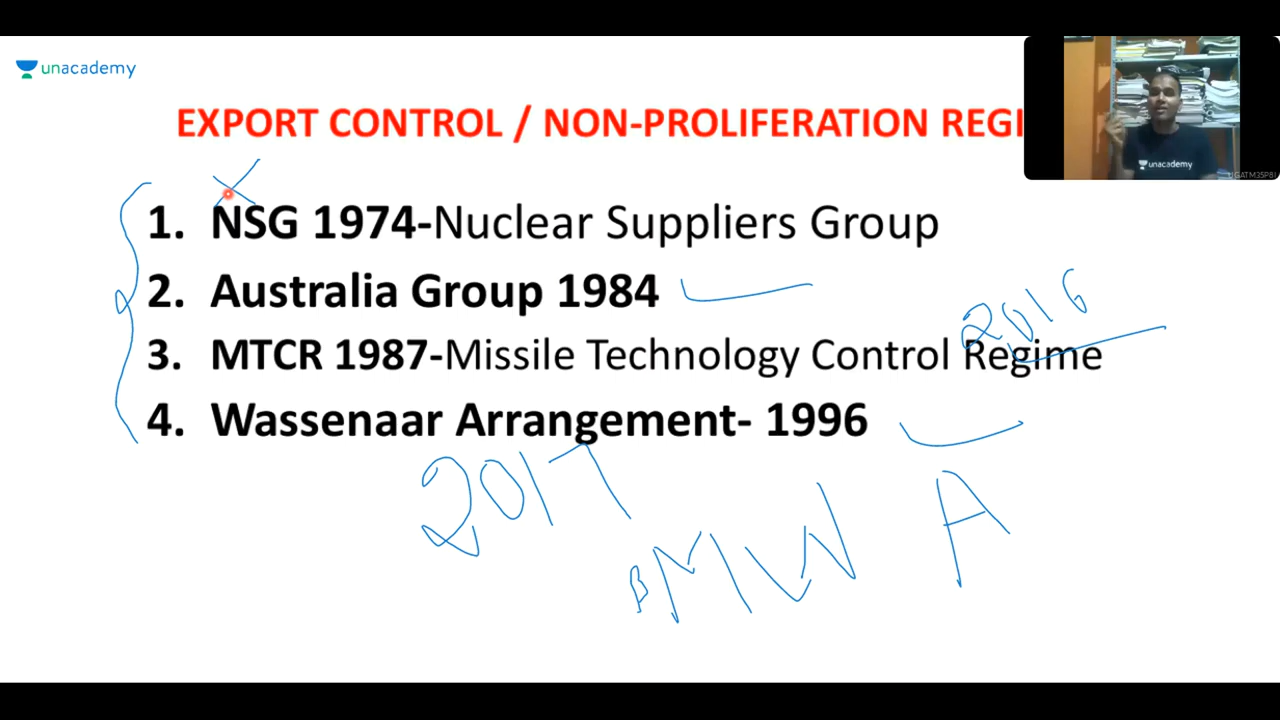 unacademy
EXPORT CONTROL / NON-PROLIFERATION REGI
unacademy
1. NSG 1974-Nuclear Suppliers Group
2. Australia Group 1984
2016
3. MTCR 1987-Missile Technology Control Regime
4. Wassenaar Arrangement- 1996
2017
BMW A